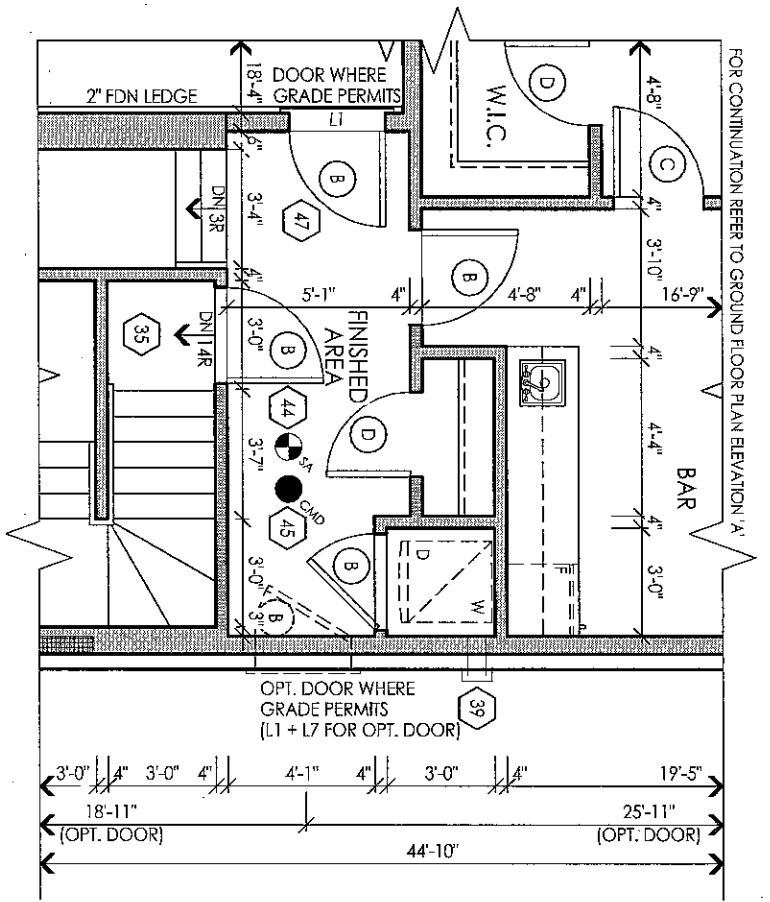 FOR CONTINUATION REFER TO GROUND FLOOR PLAN ELEVATION 'A'
18'-4"
DOOR WHERE
GRADE PERMITS
2" FDN LEDGE
L1
6"
W.I.C.
D
4'-8"
C
4"
B
47
DN 3R
3'-4"
4"
3'-10"
B
5'-1"
4"
4'-8"
4"
16'-9"
35
DN 14R
3'-0"
B
FINISHED
AREA
4"
44
D
4'-4"
BAR
3'-7"
SA
CMD
45
4"
B
D
W
F
3'-0"
3'-0"
F
3"
B
OPT. DOOR WHERE
GRADE PERMITS
(L1 + L7 FOR OPT. DOOR)
39
3'-0"
4"
3'-0"
4"
4'-1"
4"
3'-0"
4"
19'-5"
18'-11"
(OPT. DOOR)
25'-11"
(OPT. DOOR)
44'-10"